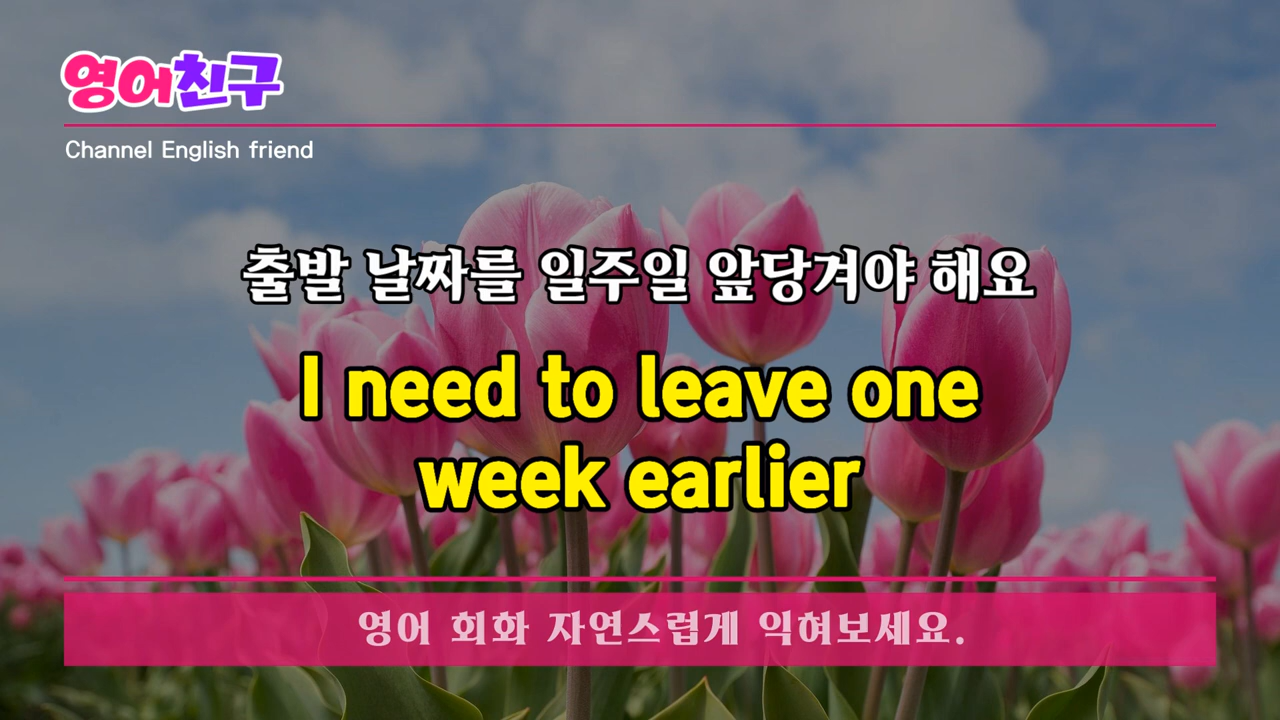 영어친구
Channel English friend
출발 날짜를 일주일 앞당겨야 해요
I need to leave one
week earlier
영어 회화 자연스럽게 익혀보세요.